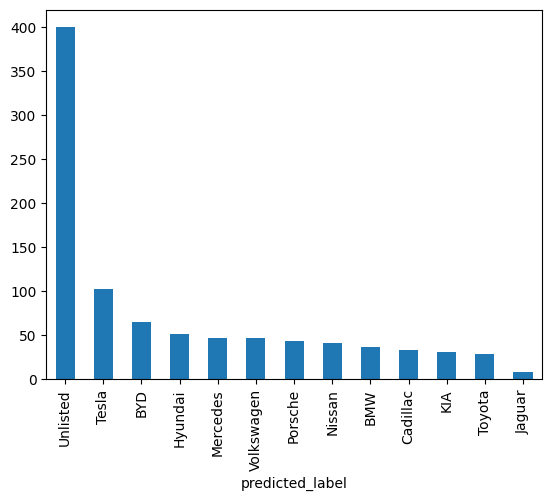 400
350
300
250
200
150
100
50
0
Unlisted
Tesla
BYD
Hyundai
Mercedes
Volkswagen
Porsche
Nissan
BMW
Cadillac
KIA
Toyota
Jaguar
predicted_label